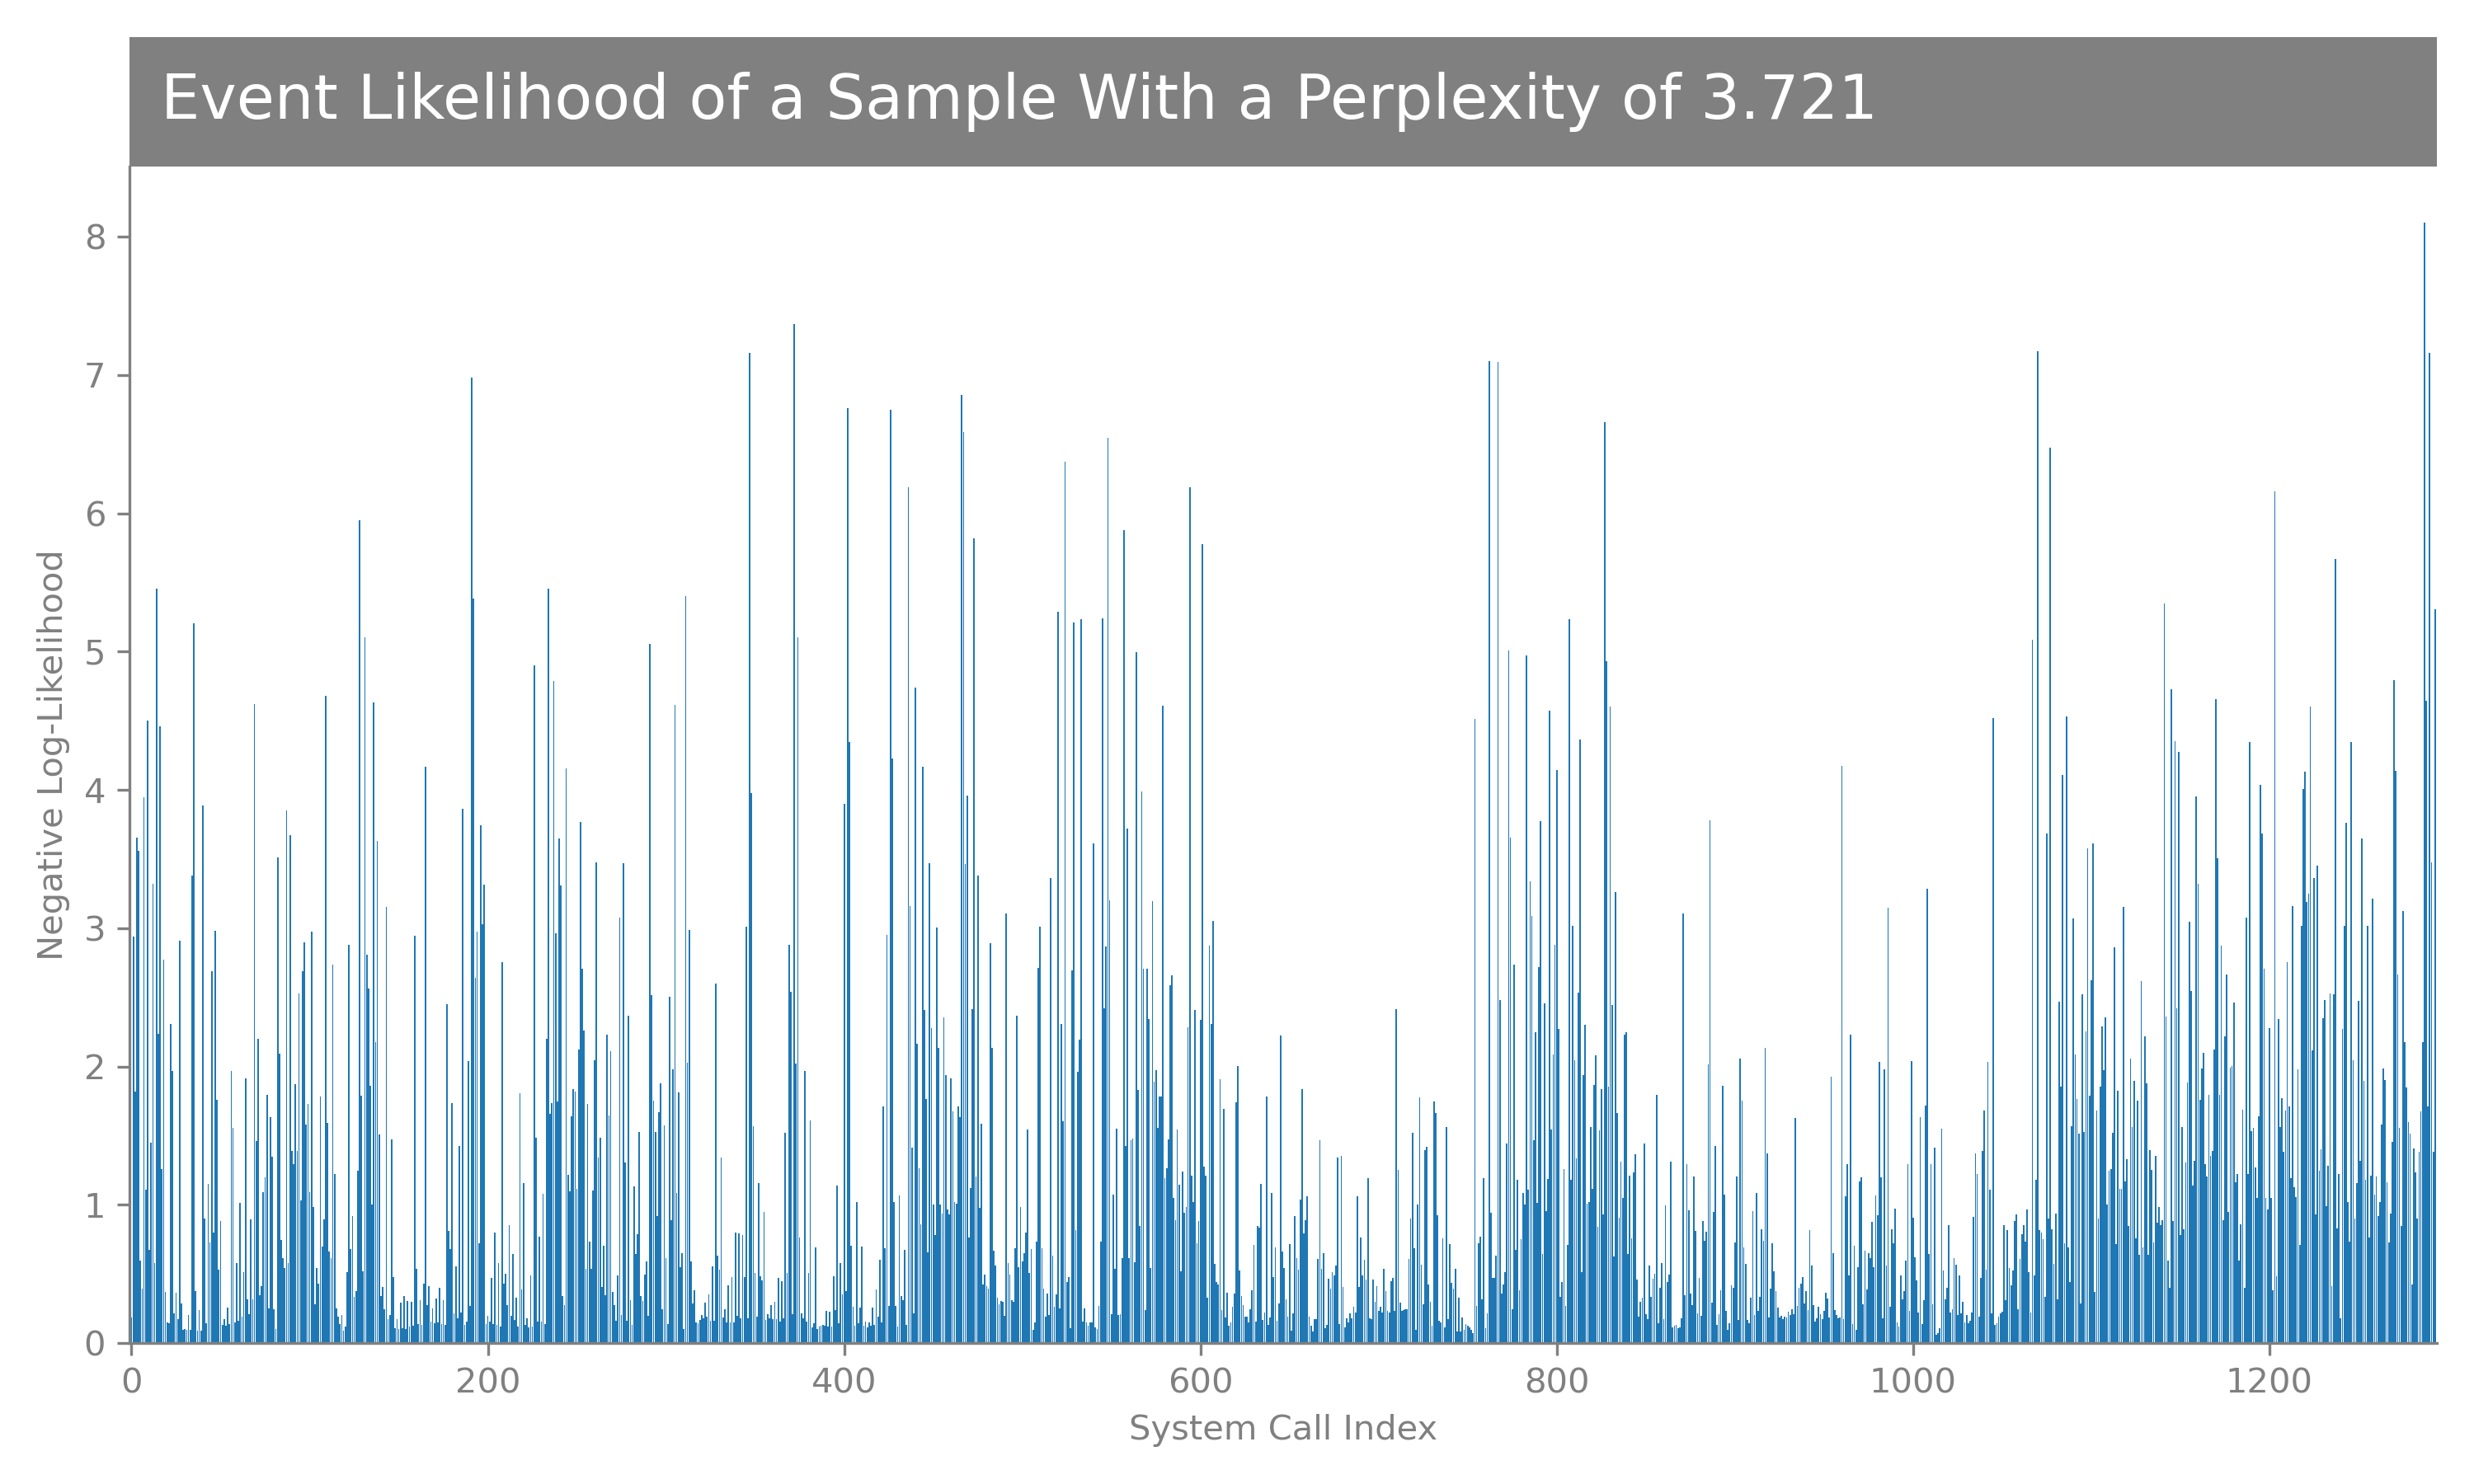 Event Likelihood of a Sample With a Perplexity of 3.721
8
7
6
5
4
3
2
1
0
Negative Log-Likelihood
0 200 400 600 800 1000 1200
System Call Index